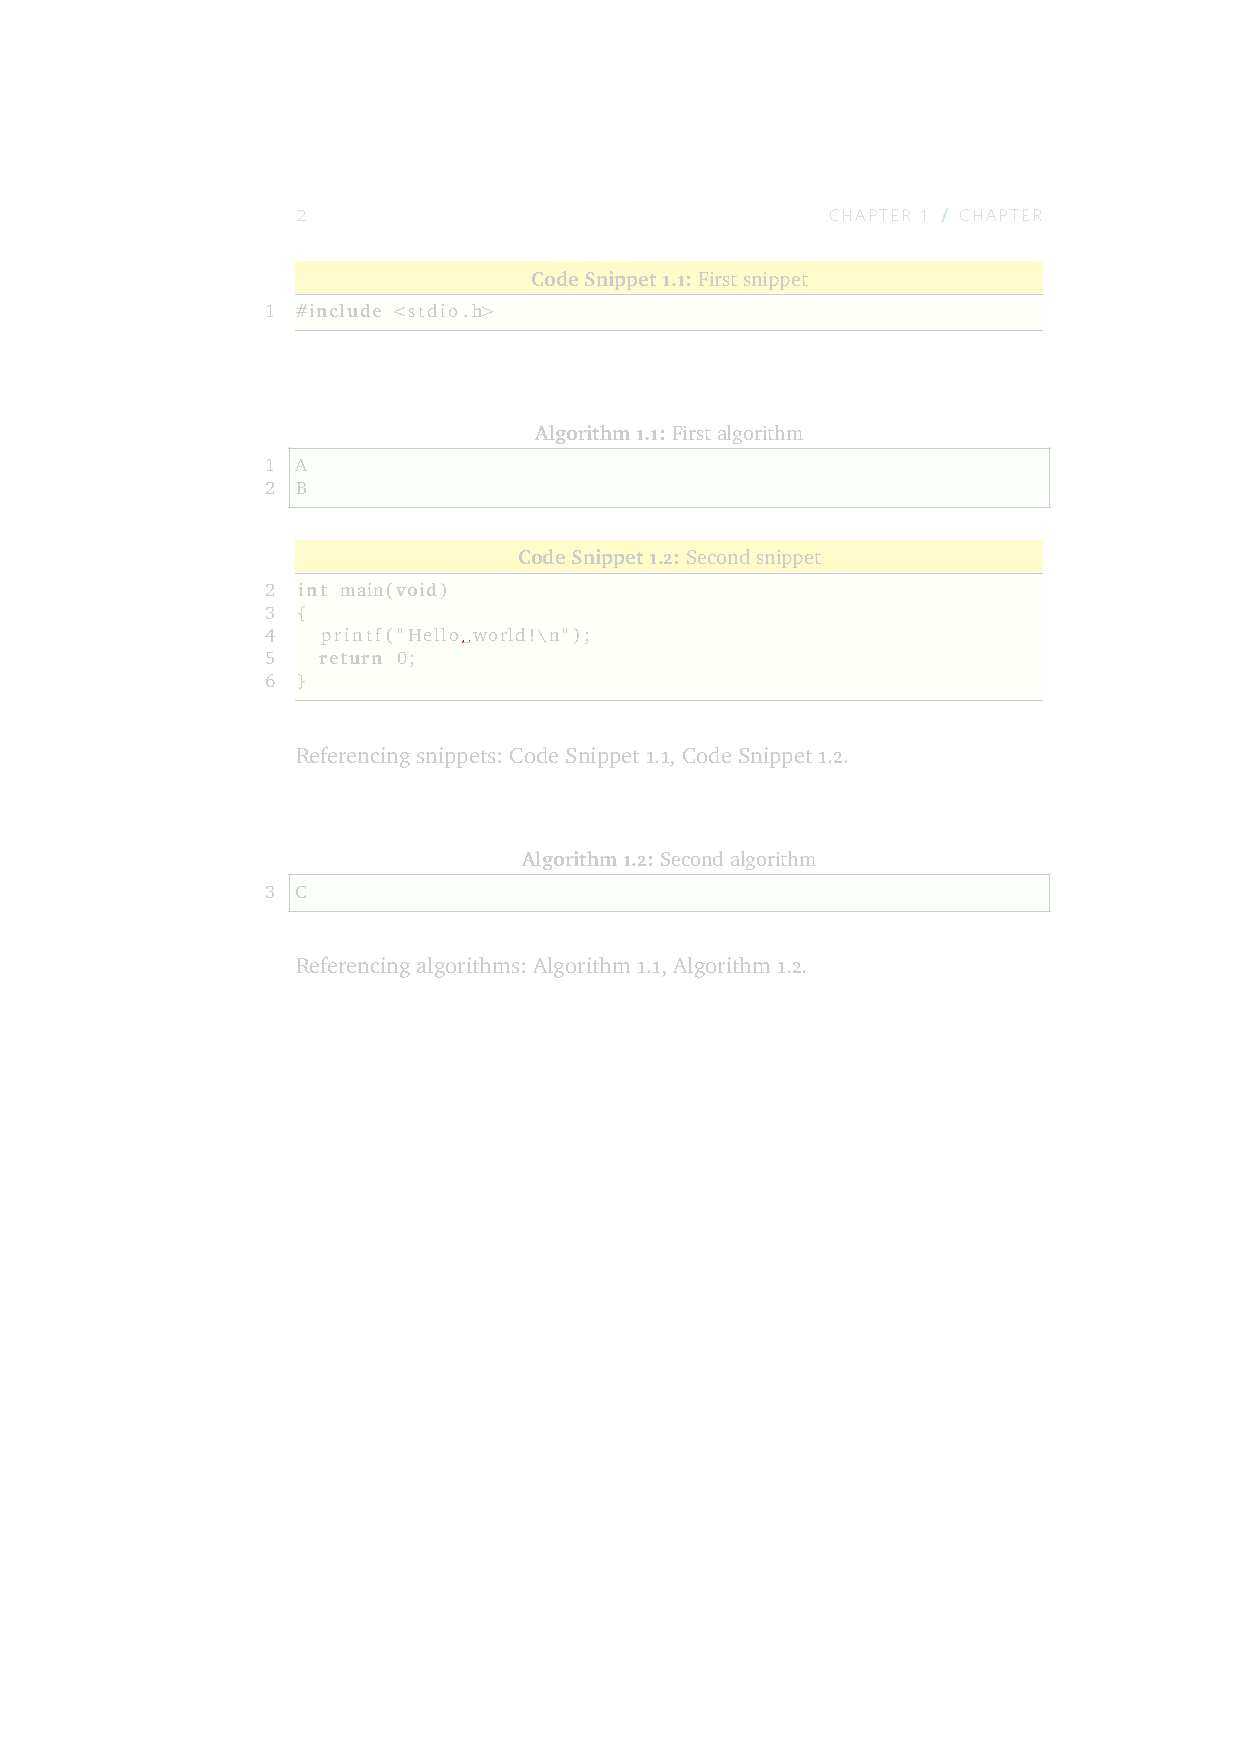 2 CHAPTER 1 / CHAPTER
Code Snippet 1.1: First snippet
1 #include <stdio.h>
Algorithm 1.1: First algorithm
1 A
2 B
Code Snippet 1.2: Second snippet
2 int main(void)
3 {
4 printf("Hello,␣world!\n");
5 return 0;
6 }
Referencing snippets: Code Snippet 1.1, Code Snippet 1.2.
Algorithm 1.2: Second algorithm
3 C
Referencing algorithms: Algorithm 1.1, Algorithm 1.2.